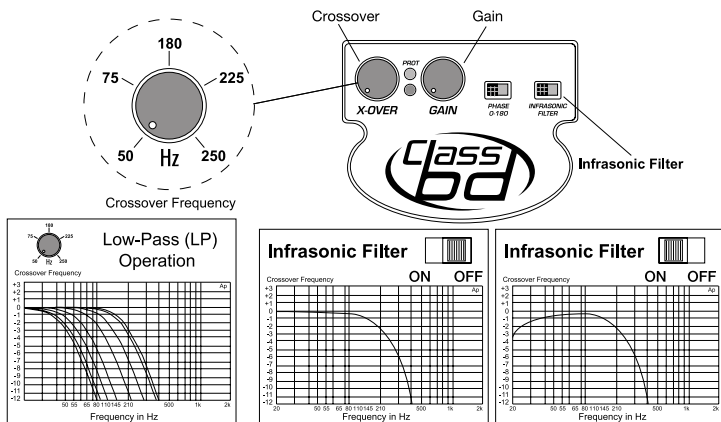 Crossover
Gain
180
75
225
50
250
Hz
Crossover Frequency
PROT
X-OVER
GAIN
PHASE
0-180
INFRASONIC
FILTER
class
bd
Infrasonic Filter
180
75
225
50
250
Hz
Low-Pass (LP)
Operation
Crossover Frequency
Ap
+3
+2
+1
0
-1
-2
-3
-4
-5
-6
-7
-8
-9
-10
-11
-12
50 55 65 80 110 145 210 500 1k 2k
Frequency in Hz
Infrasonic Filter
ON OFF
Crossover Frequency
Ap
+3
+2
+1
0
-1
-2
-3
-4
-5
-6
-7
-8
-9
-10
-11
-12
20 50 55 65 80 110 145 210 500 1k 2k
Frequency in Hz
Infrasonic Filter
ON OFF
Crossover Frequency
Ap
+3
+2
+1
0
-1
-2
-3
-4
-5
-6
-7
-8
-9
-10
-11
-12
20 50 55 65 80 110 145 210 500 1k 2k
Frequency in Hz